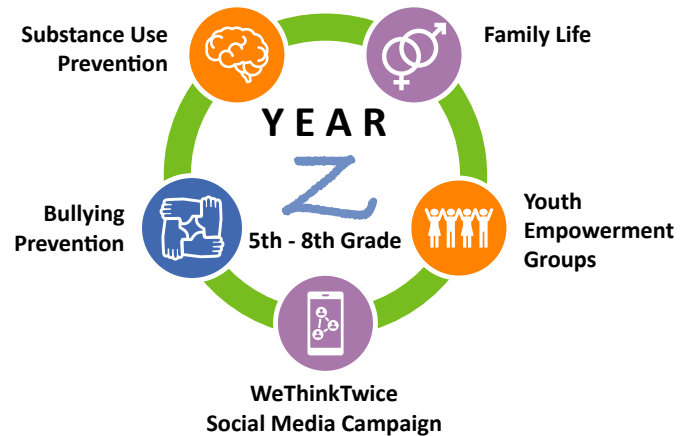 Substance Use
Prevention
Family Life
YEAR
Z
5th - 8th Grade
Bullying
Prevention
Youth
Empowerment
Groups
WeThinkTwice
Social Media Campaign